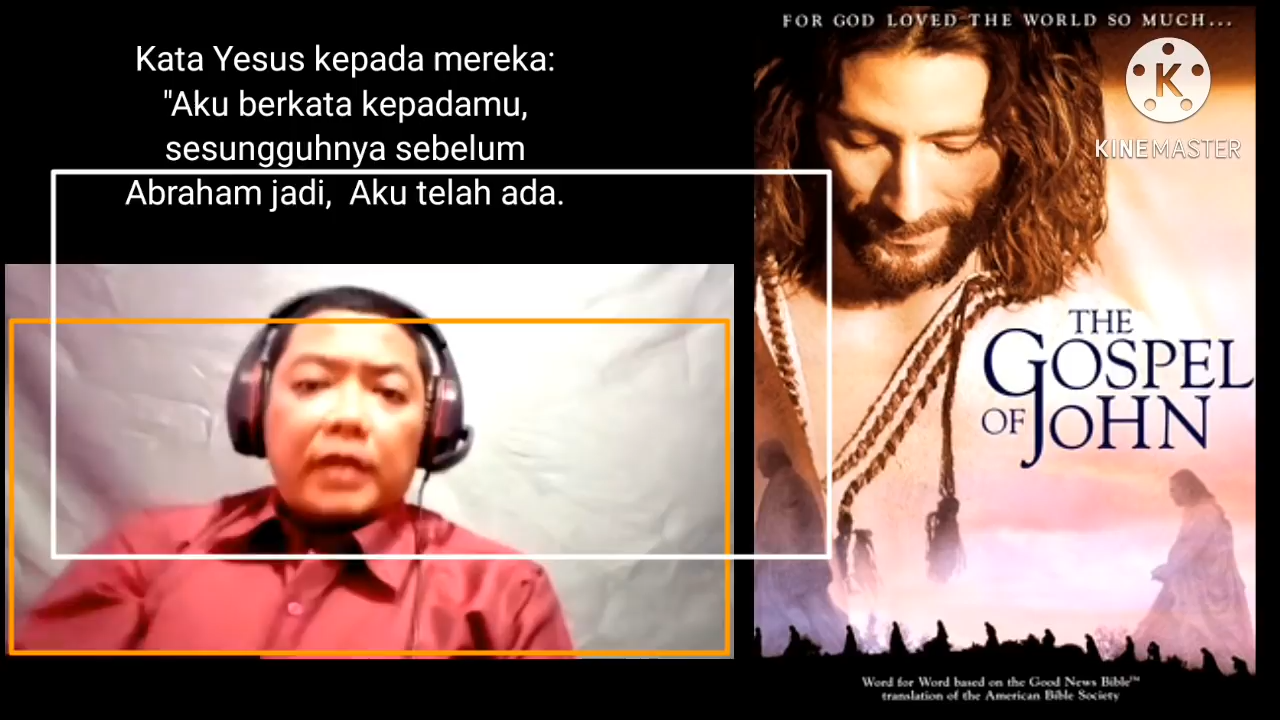 Kata Yesus kepada mereka:
"Aku berkata kepadamu,
sesungguhnya sebelum
Abraham jadi,  Aku telah ada.
FOR GOD LOVED THE WORLD SO MUCH...
K
KINEMASTER
THE
GOSPEL
OF JOHN
Word for Word based on the Good News Bible™
translation of the American Bible Society